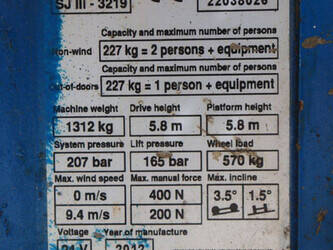 SJ III - 3219 22038026
Capacity and maximum number of persons
Non-wind 227 kg = 2 persons + equipment
Capacity and maximum number of persons
Out-of-doors 227 kg = 1 person + equipment
Machine weight Drive height Platform height
1312 kg 5.8 m 5.8 m
System pressure Lift pressure Wheel load
207 bar 165 bar 570 kg
Max. wind speed Max. manual force Max. incline
0 m/s 400 N 3.5° 1.5°
9.4 m/s 200 N
Voltage Year of manufacture
24 V 2012